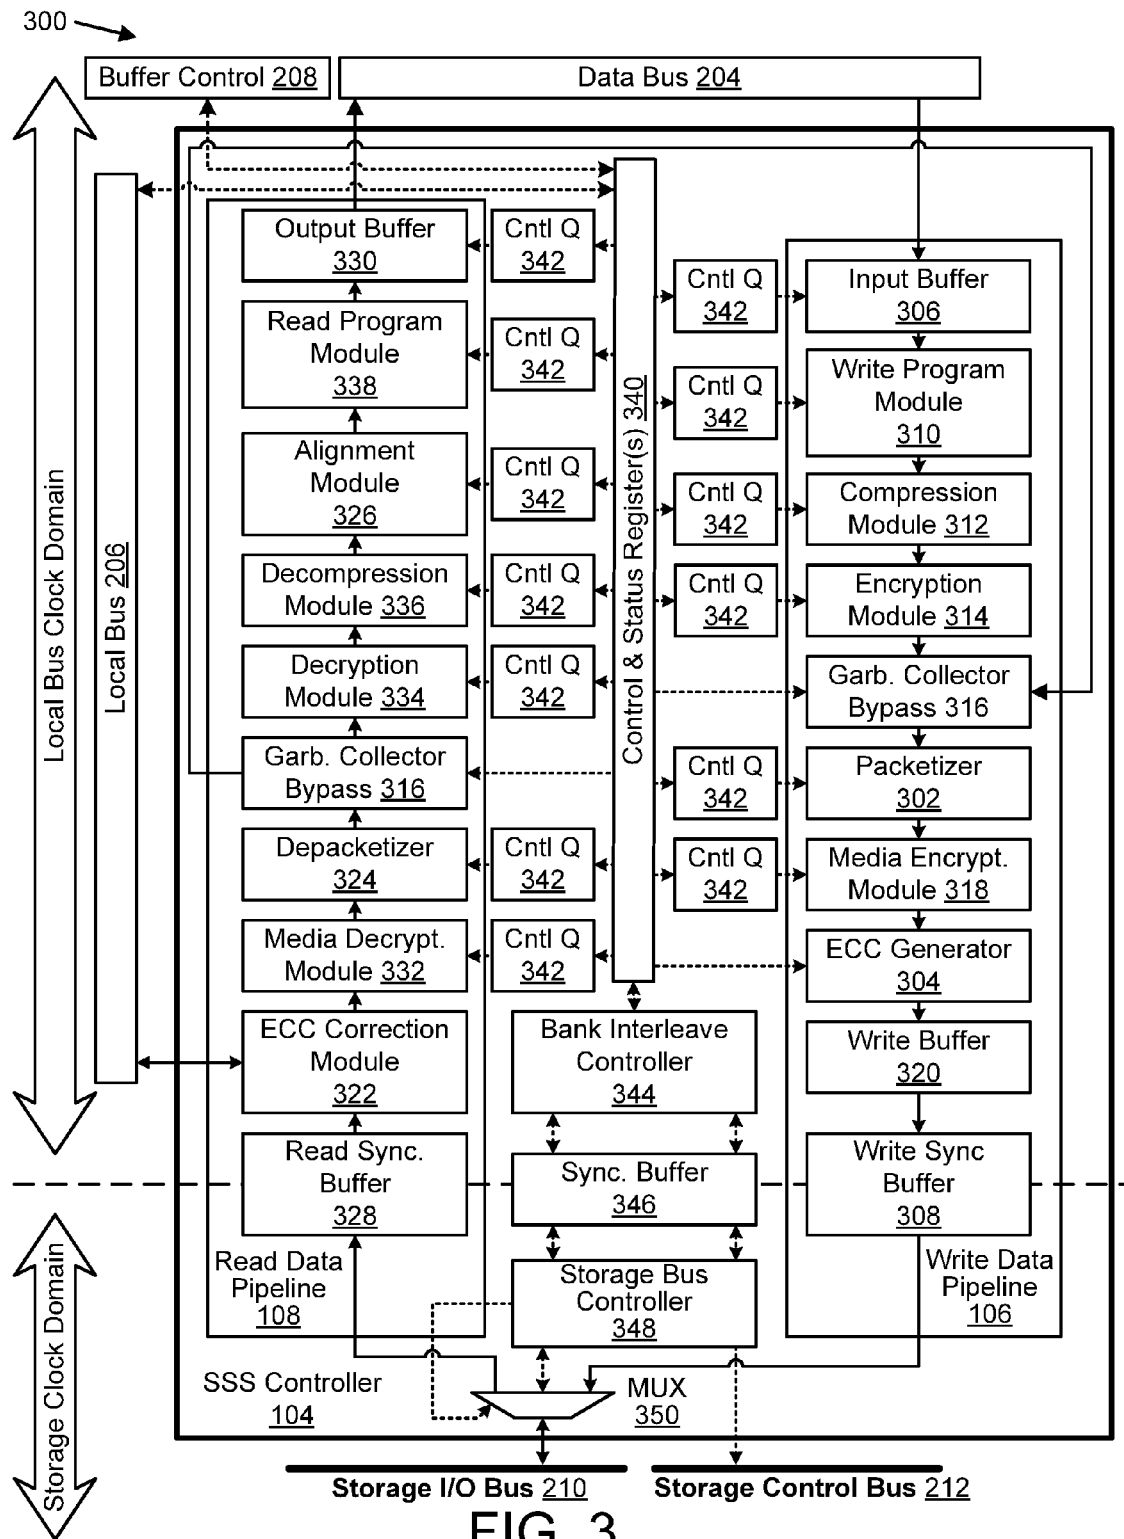 300
Buffer Control 208
Data Bus 204
Local Bus Clock Domain
Local Bus 206
Output Buffer
330
Cntl Q
342
Control & Status Register(s) 340
Cntl Q
342
Input Buffer
306
Read Program
Module
338
Cntl Q
342
Cntl Q
342
Write Program
Module
310
Alignment
Module
326
Cntl Q
342
Cntl Q
342
Compression
Module 312
Decompression
Module 336
Cntl Q
342
Cntl Q
342
Encryption
Module 314
Decryption
Module 334
Cntl Q
342
Garb. Collector
Bypass 316
Garb. Collector
Bypass 316
Cntl Q
342
Packetizer
302
Depacketizer
324
Cntl Q
342
Cntl Q
342
Media Encrypt.
Module 318
Media Decrypt.
Module 332
Cntl Q
342
ECC Generator
304
ECC Correction
Module
322
Bank Interleave
Controller
344
Write Buffer
320
Read Sync.
Buffer
328
Sync. Buffer
346
Write Sync
Buffer
308
Storage Clock Domain
Read Data
Pipeline
108
Storage Bus
Controller
348
Write Data
Pipeline
106
SSS Controller
104
MUX
350
Storage I/O Bus 210
Storage Control Bus 212
FIG. 3